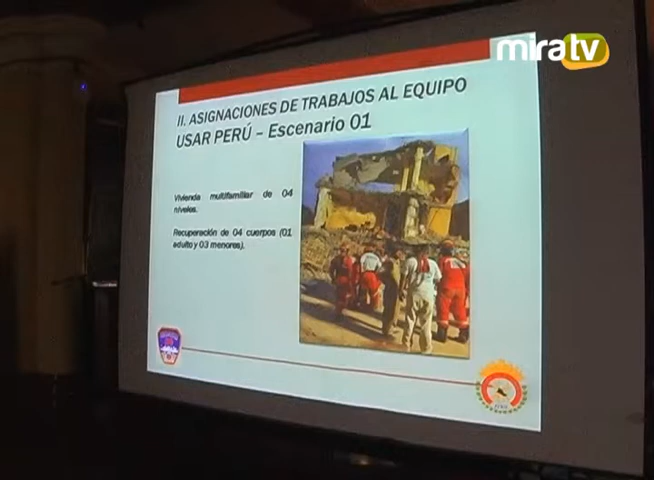 miratv
II. ASIGNACIONES DE TRABAJOS AL EQUIPO
USAR PERÚ – Escenario 01
Vivienda multifamiliar de 04
niveles.
Recuperación de 04 cuerpos (01
adulto y 03 menores).